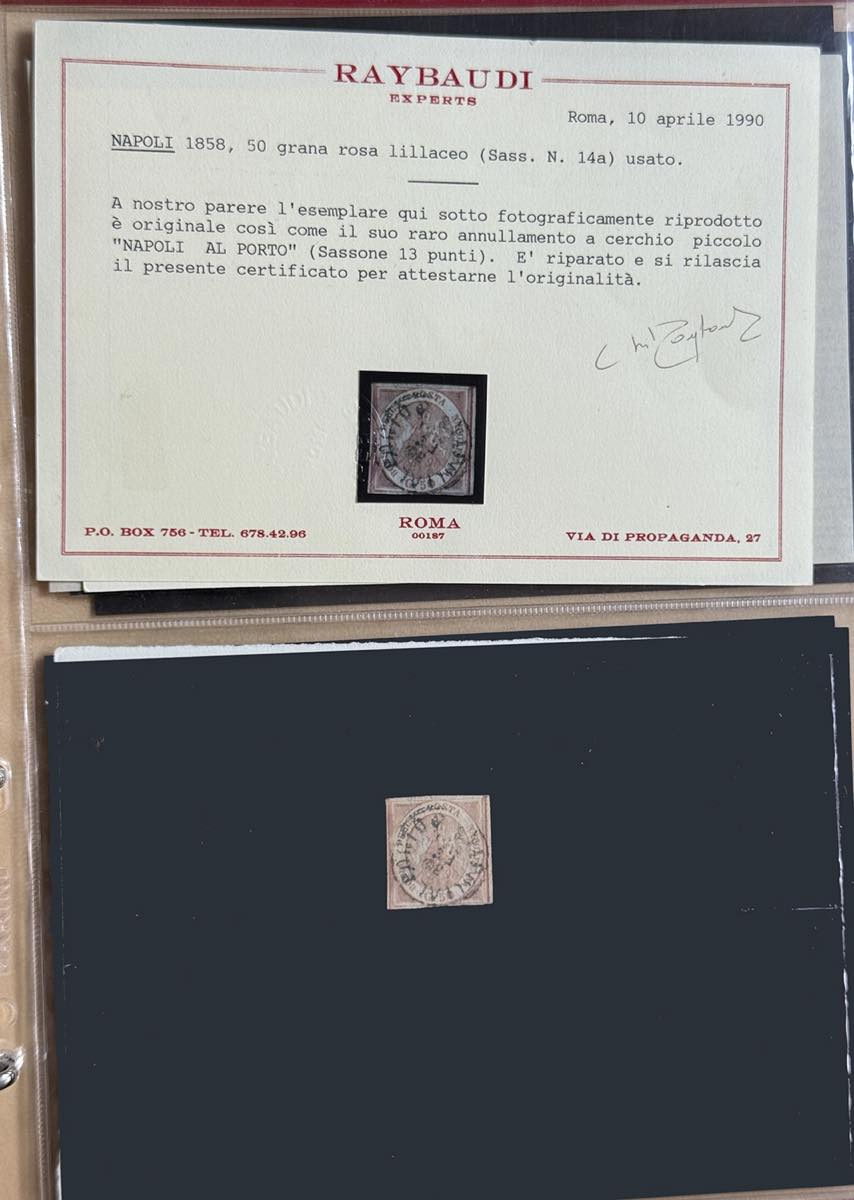 RAYBAUDI
EXPERTS
Roma, 10 aprile 1990
NAPOLI 1858, 50 grana rosa lillaceo (Sass. N. 14a) usato.
A nostro parere l'esemplare qui sotto fotograficamente riprodotto
è originale così come il suo raro annullamento a cerchio piccolo
"NAPOLI AL PORTO" (Sassone 13 punti). E' riparato e si rilascia
il presente certificato per attestarne l'originalità.
POSTA
ROMA
00187
P.O. BOX 756 - TEL. 678.42.96
VIA DI PROPAGANDA, 27
POSTA